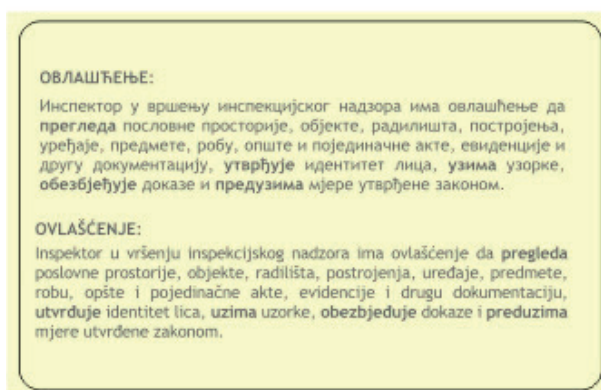 ОВЛАШЋЕЊЕ:
Инспектор у вршењу инспекцијског надзора има овлашћење да
прегледа пословне просторије, објекте, радилишта, постројења,
уређаје, предмете, робу, опште и појединачне акте, евиденције и
другу документацију, утврђује идентитет лица, узима узорке,
обезбјеђује доказе и предузима мјере утврђене законом.
OVLAŠĆENJE:
Inspektor u vršenju inspekcijskog nadzora ima ovlašćenje da pregleda
poslovne prostorije, objekte, radilišta, postrojenja, uređaje, predmete,
robu, opšte i pojedinačne akte, evidencije i drugu dokumentaciju,
utvrđuje identitet lica, uzima uzorke, obezbjeđuje dokaze i preduzima
mjere utvrđene zakonom.